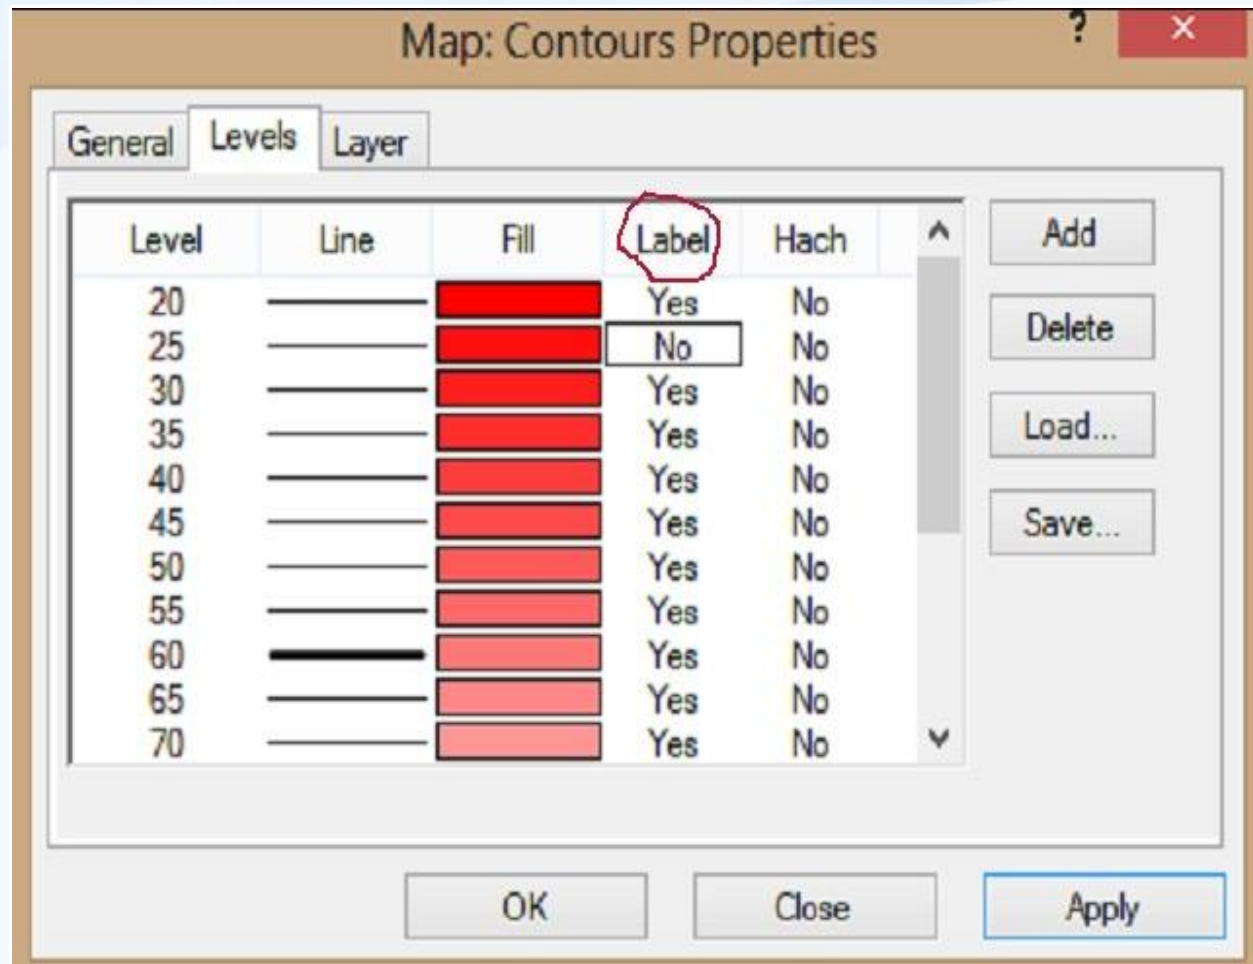 Map: Contours Properties ? ×
General Levels Layer
Level Line Fill Label Hach
20 Yes No
25 No No
30 Yes No
35 Yes No
40 Yes No
45 Yes No
50 Yes No
55 Yes No
60 Yes No
65 Yes No
70 Yes No
Add
Delete
Load...
Save...
OK Close Apply